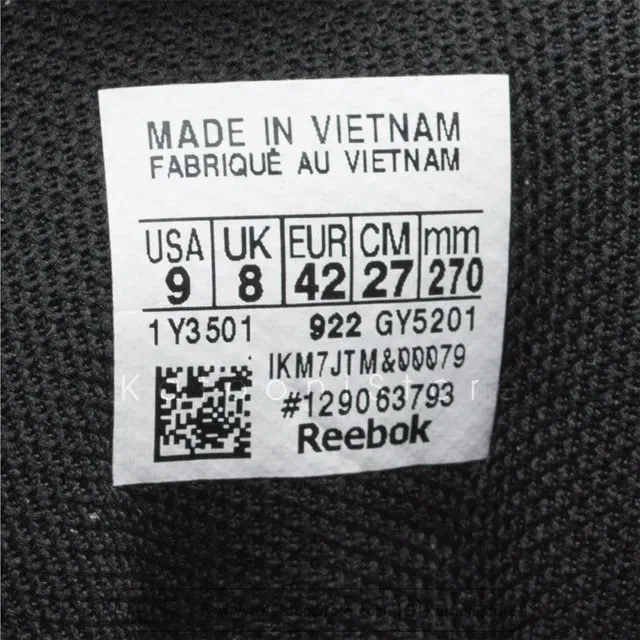 MADE IN VIETNAM
FABRIQUÉ AU VIETNAM
USA UK EUR CM mm
9 8 42 27 270
1Y3501 922 GY5201
IKM7JTM&00079
#129063793
Reebok